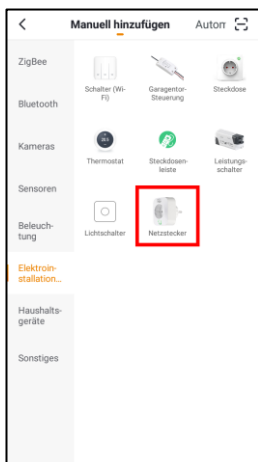 Manuell hinzufügen Autom
ZigBee
Bluetooth
Kameras
Sensoren
Beleuch-
tung
Elektroin-
stallation...
Haushalts-
geräte
Sonstiges
Schalter (Wi-
Fi)
Garagentor-
Steuerung
Steckdose
Thermostat
Steckdosen-
leiste
Leistungs-
schalter
Lichtschalter
Netzstecker